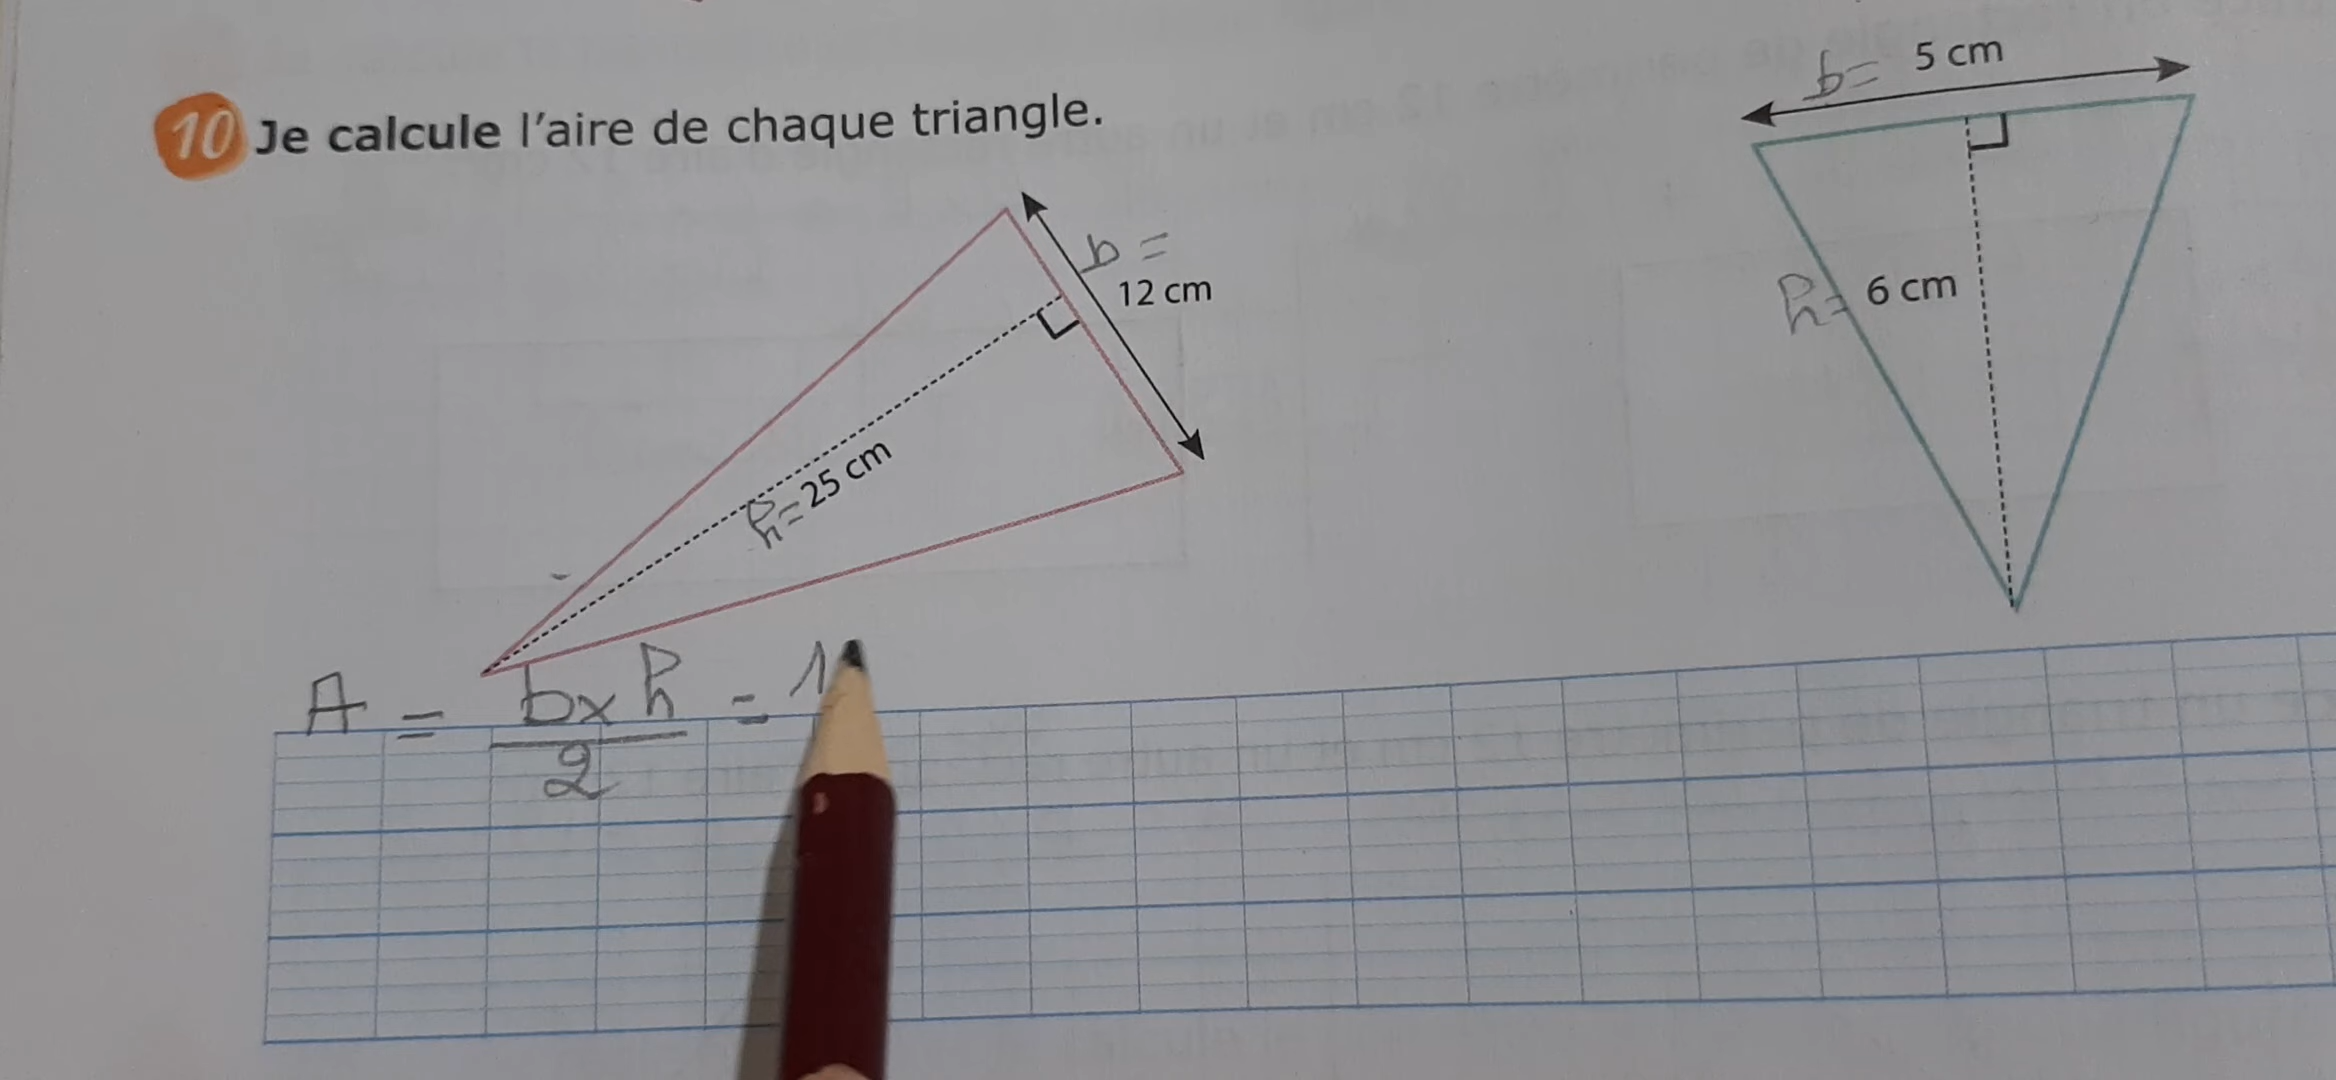 10 Je calcule l'aire de chaque triangle.
b = 5 cm
b =
12 cm
h = 6 cm
h = 25 cm
A = b x h = 1
2